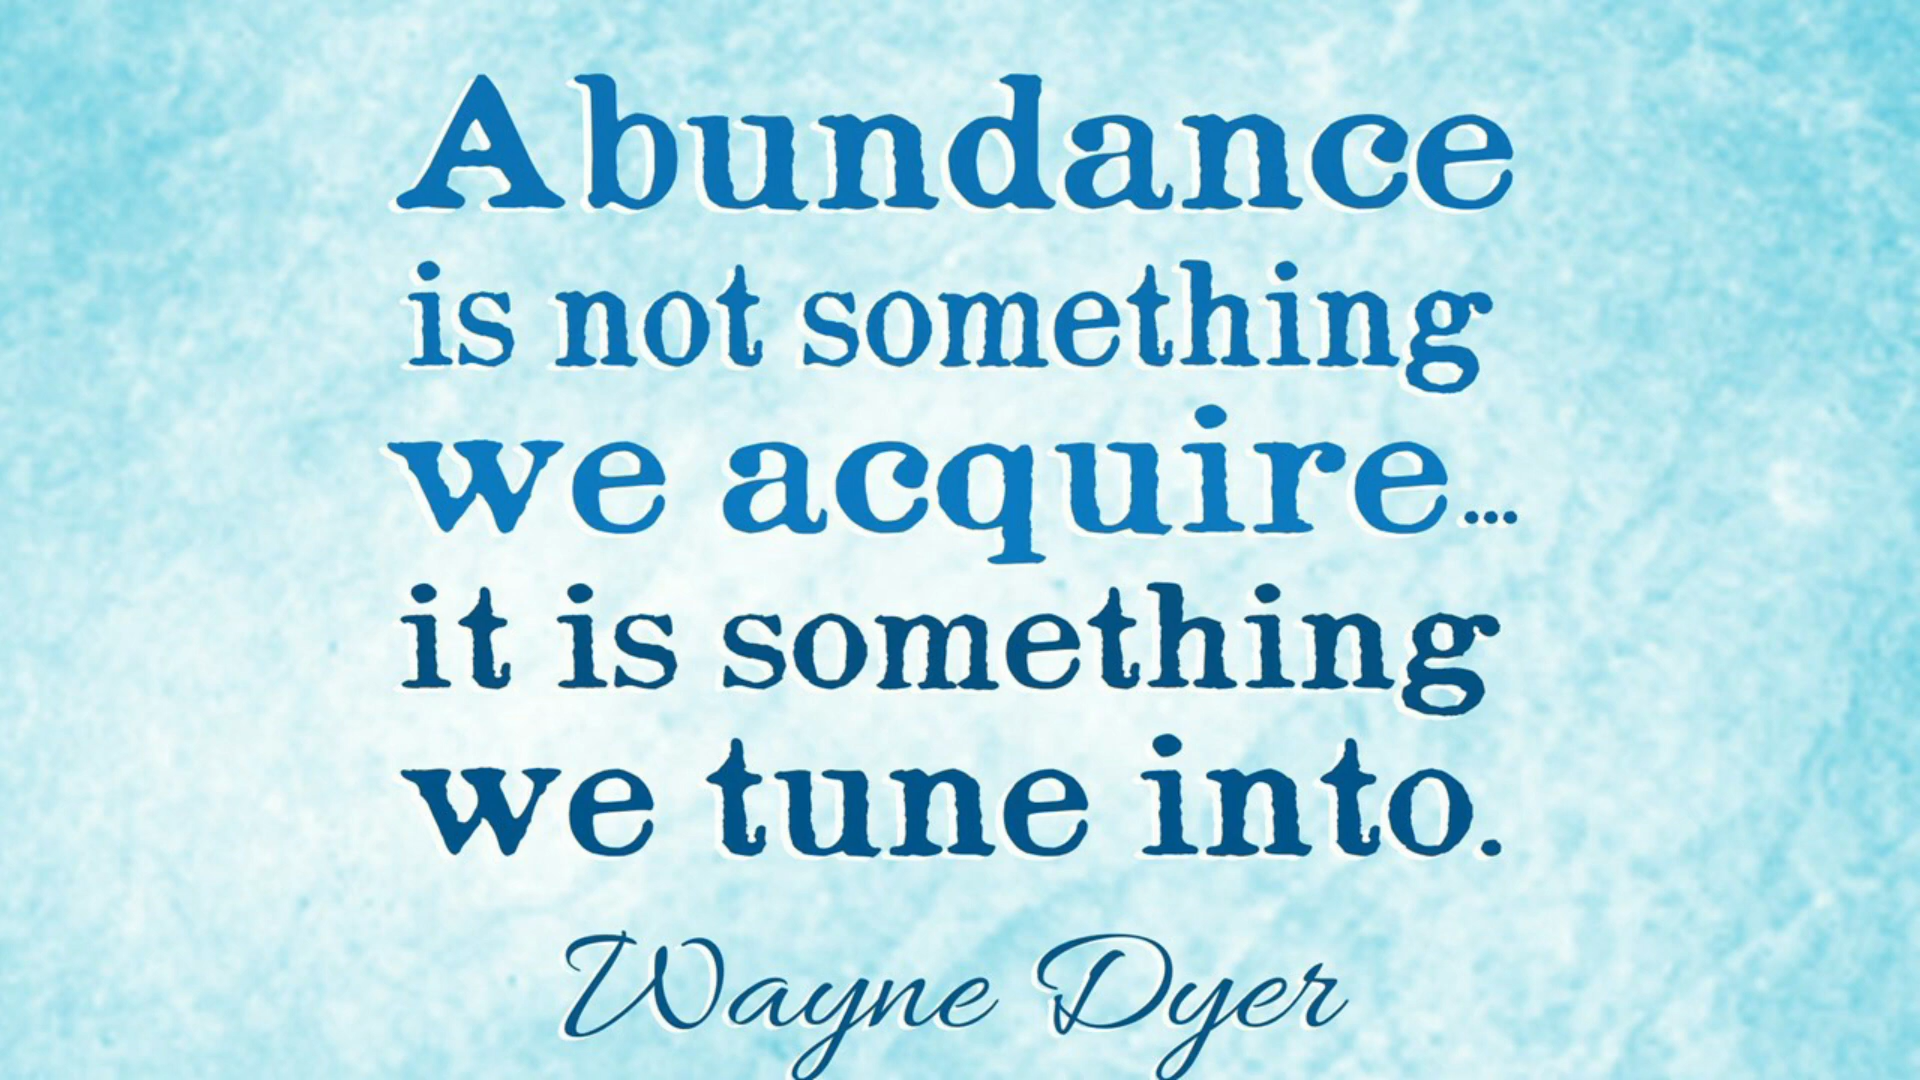 Abundance
is not something
we acquire...
it is something
we tune into.
Wayne Dyer